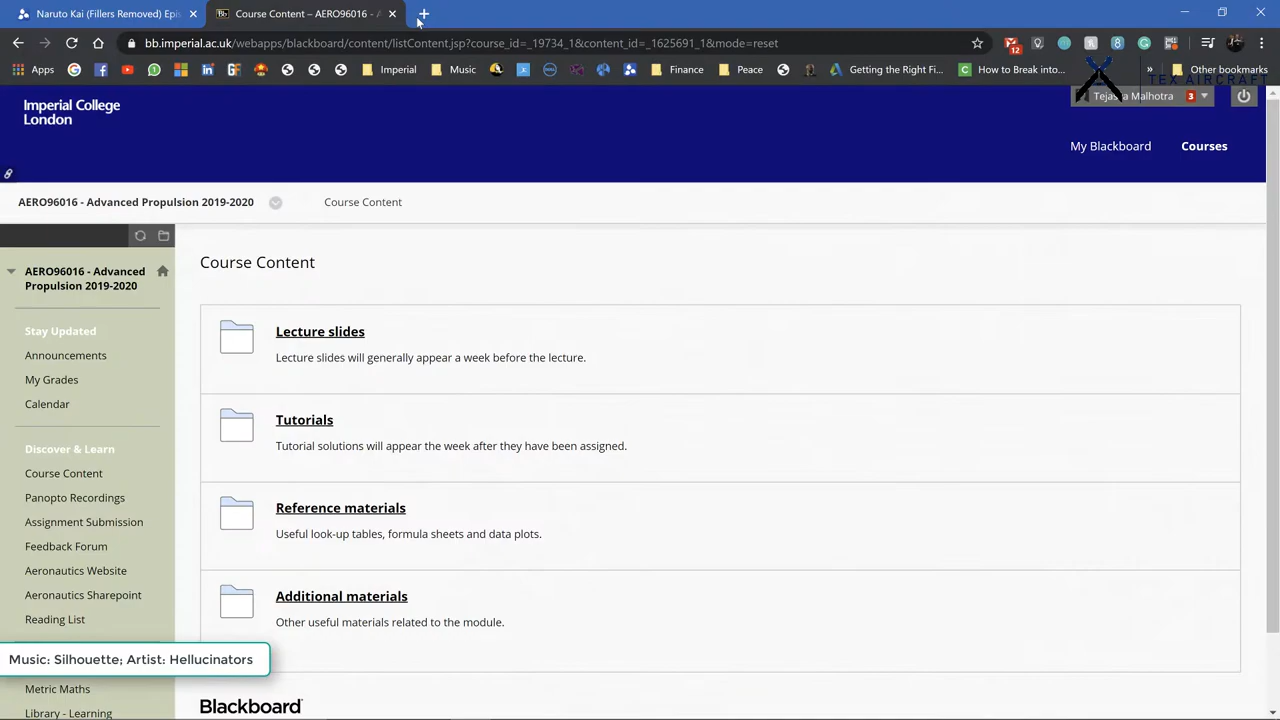 Naruto Kai (Fillers Removed) Epi
Course Content – AERO96016 - A
bb.imperial.ac.uk/webapps/blackboard/content/listContent.jsp?course_id=_19734_1&content_id=_1625691_1&mode=reset
12
Apps
Imperial
Music
Finance
Peace
Getting the Right Fi...
How to Break into...
»
Other bookmarks
TEX AIRCRAFT
Imperial College
London
Malhotra
3
My Blackboard
Courses
AERO96016 - Advanced Propulsion 2019-2020
Course Content
AERO96016 - Advanced
Propulsion 2019-2020
Stay Updated
Announcements
My Grades
Calendar
Discover & Learn
Course Content
Panopto Recordings
Assignment Submission
Feedback Forum
Aeronautics Website
Aeronautics Sharepoint
Reading List
Metric Maths
Library - Learning
Course Content
Lecture slides
Lecture slides will generally appear a week before the lecture.
Tutorials
Tutorial solutions will appear the week after they have been assigned.
Reference materials
Useful look-up tables, formula sheets and data plots.
Additional materials
Other useful materials related to the module.
Blackboard
Music: Silhouette; Artist: Hellucinators